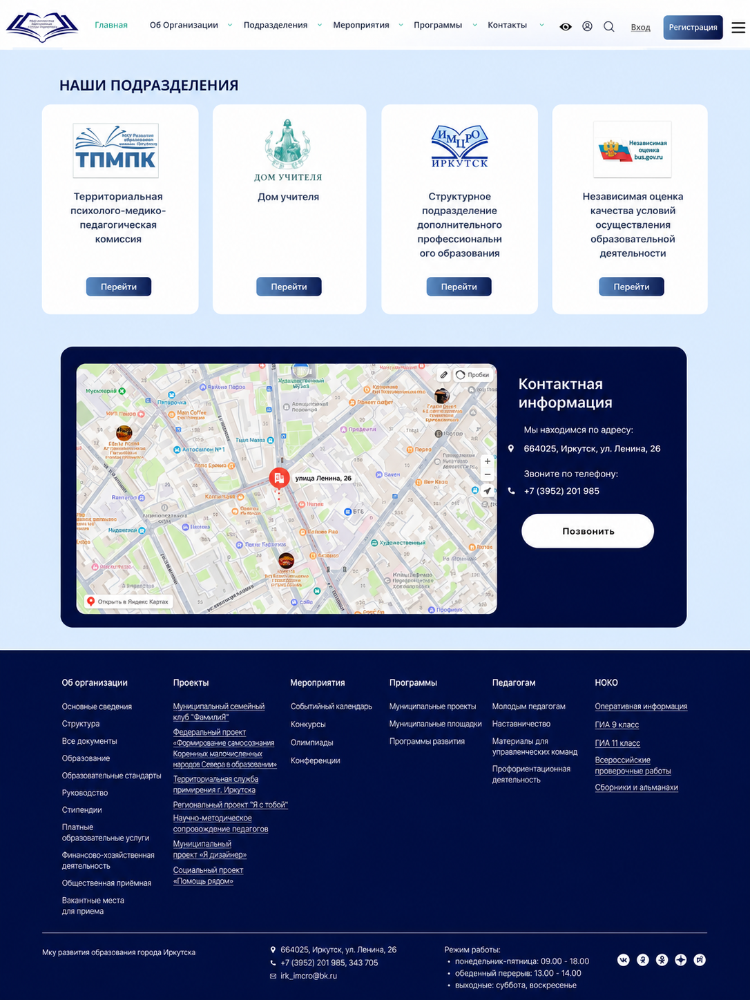 Главная
Об Организации
Подразделения
Мероприятия
Программы
Контакты
Вход
Регистрация
НАШИ ПОДРАЗДЕЛЕНИЯ
МКУ Развития
образования
ТПМПК
Территориальная
психолого-медико-
педагогическая
комиссия
Перейти
ДОМ УЧИТЕЛЯ
Дом учителя
Перейти
ИМЦРО
ИРКУТСК
Структурное
подразделение
дополнительного
профессиональн
ого образования
Перейти
Независимая
оценка
bus.gov.ru
Независимая оценка
качества условий
осуществления
образовательной
деятельности
Перейти
Пробки
Main Coffee
Автосалон №1
улица Ленина, 26
БТБ
Художественный
Открыть в Яндекс Картах
Контактная
информация
Мы находимся по адресу:
664025, Иркутск, ул. Ленина, 26
Звоните по телефону:
+7 (3952) 201 985
Позвонить
Об организации
Основные сведения
Структура
Все документы
Образование
Образовательные стандарты
Руководство
Стипендии
Платные
образовательные услуги
Финансово-хозяйственная
деятельность
Общественная приёмная
Вакантные места
для приема
Проекты
Муниципальный семейный
клуб "ФамилиЯ"
Федеральный проект
«Формирование самосознания
Коренных малочисленных
народов Севера в образовании»
Территориальная служба
примирения г. Иркутска
Региональный проект "Я с тобой"
Научно-методическое
сопровождение педагогов
Муниципальный
проект «Я дизайнер»
Социальный проект
«Помощь рядом»
Мероприятия
Событийный календарь
Конкурсы
Олимпиады
Конференции
Программы
Муниципальные проекты
Муниципальные площадки
Программы развития
Педагогам
Молодым педагогам
Наставничество
Материалы для
управленческих команд
Профориентационная
деятельность
НОКО
Оперативная информация
ГИА 9 класс
ГИА 11 класс
Всероссийские
проверочные работы
Сборники и альманахи
Мку развития образования города Иркутска
664025, Иркутск, ул. Ленина, 26
+7 (3952) 201 985, 343 705
irk_imcro@bk.ru
Режим работы:
• понедельник-пятница: 09.00 - 18.00
• обеденный перерыв: 13.00 - 14.00
• выходные: суббота, воскресенье